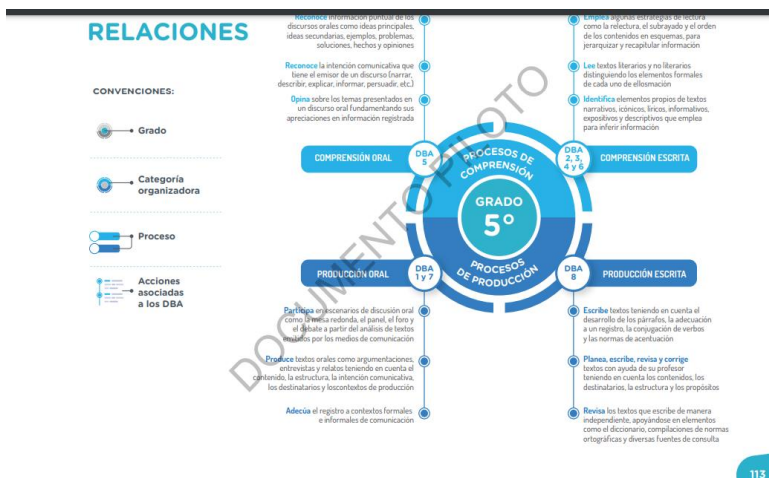 RELACIONES
CONVENCIONES:
Grado
Categoría
organizadora
Proceso
Acciones
asociadas
a los DBA
Reconoce información puntual de los
discursos orales como ideas principales,
ideas secundarias, ejemplos, problemas,
soluciones, hechos y opiniones
Reconoce la intención comunicativa que
tiene el emisor de un discurso (narrar,
describir, explicar, informar, persuadir, etc.)
Opina sobre los temas presentados en
un discurso oral fundamentando sus
apreciaciones en información registrada
Emplea algunas estrategias de lectura
como la relectura, el subrayado y el orden
de los contenidos en esquemas, para
jerarquizar y recapitular información
Lee textos literarios y no literarios
distinguiendo los elementos formales
de cada uno de ellosmación
Identifica elementos propios de textos
narrativos, icónicos, líricos, informativos,
expositivos y descriptivos que emplea
para inferir información
COMPRENSIÓN ORAL
DBA
5
PROCESOS DE
COMPRENSIÓN
DBA
2, 3,
4 y 6
COMPRENSIÓN ESCRITA
GRADO
5°
PRODUCCIÓN ORAL
DBA
1 y 7
PROCESOS
DE PRODUCCIÓN
DBA
8
PRODUCCIÓN ESCRITA
Participa en escenarios de discusión oral
como la mesa redonda, el panel, el foro y
el debate a partir del análisis de textos
emitidos por los medios de comunicación
Produce textos orales como argumentaciones,
entrevistas y relatos teniendo en cuenta el
contenido, la estructura, la intención comunicativa,
los destinatarios y loscontextos de producción
Adecúa el registro a contextos formales
e informales de comunicación
Escribe textos teniendo en cuenta el
desarrollo de los párrafos, la adecuación
a un registro, la conjugación de verbos
y las normas de acentuación
Planea, escribe, revisa y corrige
textos con ayuda de su profesor
teniendo en cuenta los contenidos, los
destinatarios, la estructura y los propósitos
Revisa los textos que escribe de manera
independiente, apoyándose en elementos
como el diccionario, compilaciones de normas
ortográficas y diversas fuentes de consulta
DOCUMENTO PILOTO
113